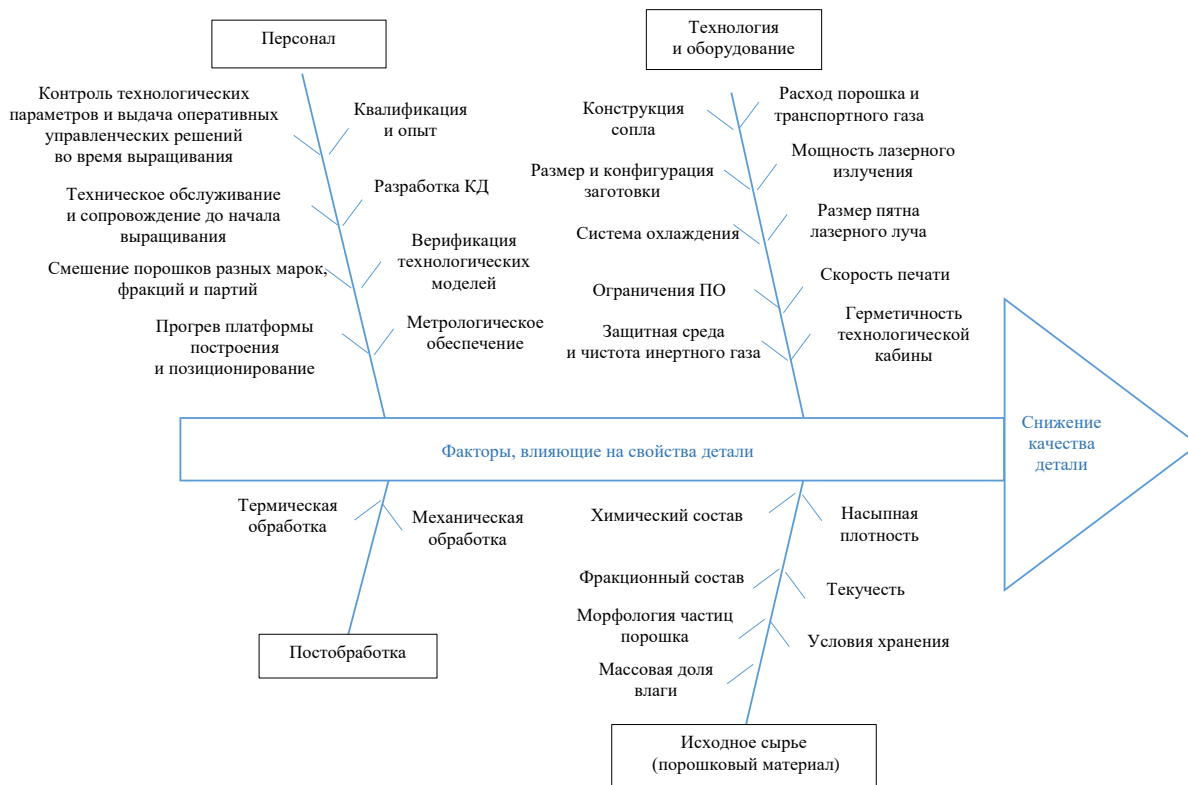 Персонал
Технология
и оборудование
Контроль технологических
параметров и выдача оперативных
управленческих решений
во время выращивания
Квалификация
и опыт
Техническое обслуживание
и сопровождение до начала
выращивания
Разработка КД
Смешение порошков разных марок,
фракций и партий
Верификация
технологических
моделей
Прогрев платформы
построения
и позиционирование
Метрологическое
обеспечение
Конструкция
сопла
Расход порошка и
транспортного газа
Размер и конфигурация
заготовки
Мощность лазерного
излучения
Система охлаждения
Размер пятна
лазерного луча
Ограничения ПО
Скорость печати
Защитная среда
и чистота инертного газа
Герметичность
технологической
кабины
Факторы, влияющие на свойства детали
Снижение
качества
детали
Термическая
обработка
Механическая
обработка
Постобработка
Химический состав
Насыпная
плотность
Фракционный состав
Текучесть
Морфология частиц
порошка
Условия хранения
Массовая доля
влаги
Исходное сырье
(порошковый материал)